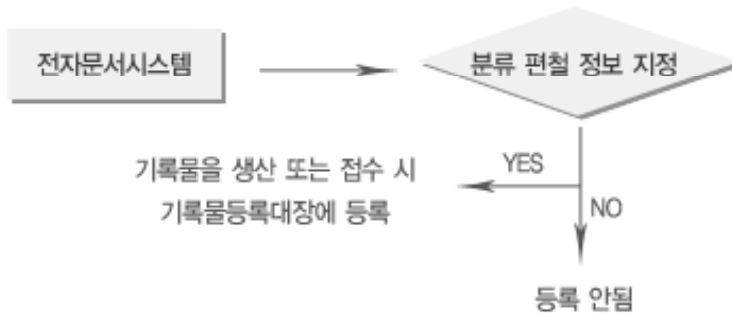 전자문서시스템
분류 편철 정보 지정
기록물을 생산 또는 접수 시
기록물등록대장에 등록
YES
NO
등록 안됨